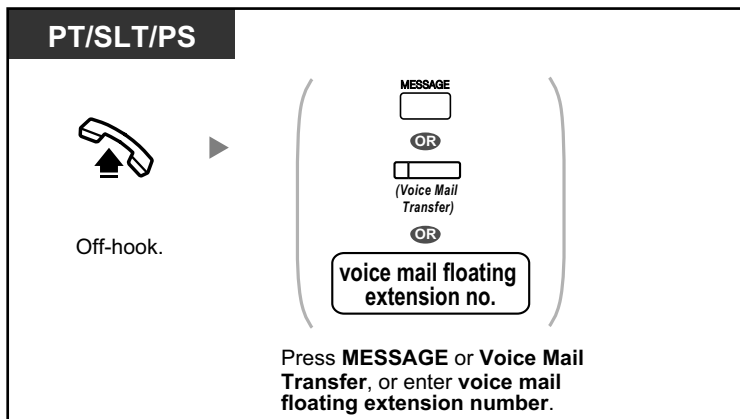 PT/SLT/PS
MESSAGE
OR
(Voice Mail
Transfer)
OR
voice mail floating
extension no.
Off-hook.
Press MESSAGE or Voice Mail
Transfer, or enter voice mail
floating extension number.